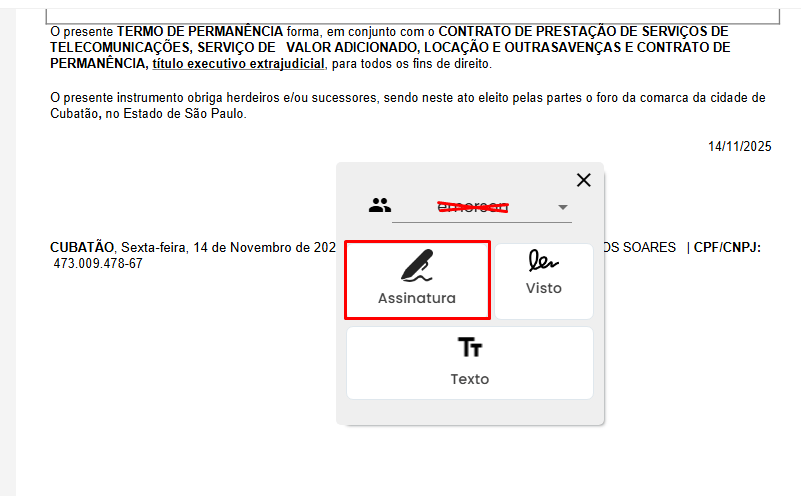 O presente TERMO DE PERMANÊNCIA forma, em conjunto com o CONTRATO DE PRESTAÇÃO DE SERVIÇOS DE
TELECOMUNICAÇÕES, SERVIÇO DE VALOR ADICIONADO, LOCAÇÃO E OUTRASAVENÇAS E CONTRATO DE
PERMANÊNCIA, título executivo extrajudicial, para todos os fins de direito.
O presente instrumento obriga herdeiros e/ou sucessores, sendo neste ato eleito pelas partes o foro da comarca da cidade de
Cubatão, no Estado de São Paulo.
14/11/2025
CUBATÃO, Sexta-feira, 14 de Novembro de 202
OS SOARES | CPF/CNPJ:
473.009.478-67
Assinatura
Visto
Texto